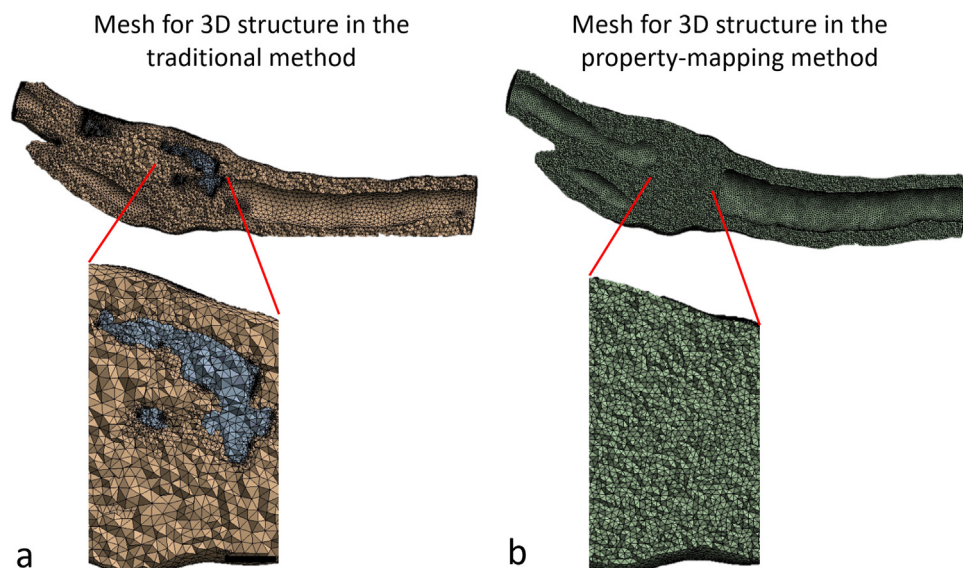 Mesh for 3D structure in the
traditional method
Mesh for 3D structure in the
property-mapping method
a
b